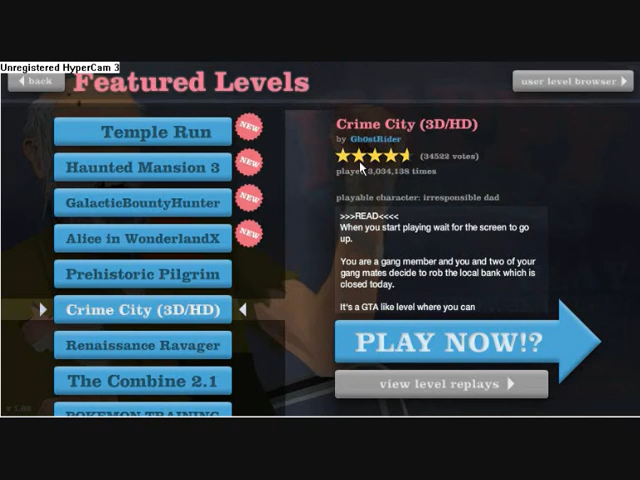 Unregistered HyperCam 3
back
Featured Levels
user level browser
Temple Run
NEW
Haunted Mansion 3
NEW
GalacticBountyHunter
NEW
Alice in WonderlandX
NEW
Prehistoric Pilgrim
Crime City (3D/HD)
Renaissance Ravager
The Combine 2.1
POKEMON TRAINING
Crime City (3D/HD)
by Gh0stRider
(34522 votes)
played 3,034,138 times
playable character: irresponsible dad
>>>READ<<<<
When you start playing wait for the screen to go
up.
You are a gang member and you and two of your
gang mates decide to rob the local bank which is
closed today.
It's a GTA like level where you can
PLAY NOW!?
view level replays